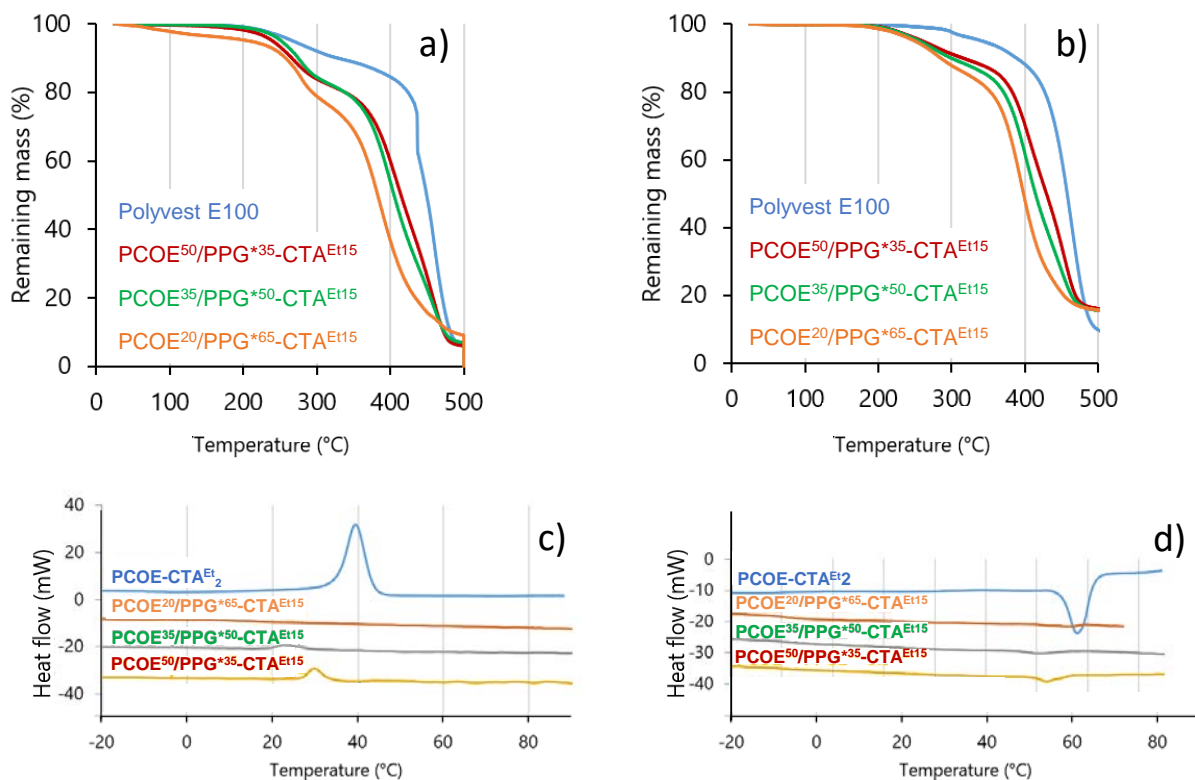 a)
Remaining mass (%)
100
80
60
40
20
0
Polyvest E100
PCOE⁵⁰/PPG*³⁵-CTAᴱᵗ¹⁵
PCOE³⁵/PPG*⁵⁰-CTAᴱᵗ¹⁵
PCOE²⁰/PPG*⁶⁵-CTAᴱᵗ¹⁵
0 100 200 300 400 500
Temperature (°C)
b)
Remaining mass (%)
100
80
60
40
20
0
Polyvest E100
PCOE⁵⁰/PPG*³⁵-CTAᴱᵗ¹⁵
PCOE³⁵/PPG*⁵⁰-CTAᴱᵗ¹⁵
PCOE²⁰/PPG*⁶⁵-CTAᴱᵗ¹⁵
0 100 200 300 400 500
Temperature (°C)
c)
Heat flow (mW)
40
20
0
-20
-40
PCOE-CTAᴱᵗ₂
PCOE²⁰/PPG*⁶⁵-CTAᴱᵗ¹⁵
PCOE³⁵/PPG*⁵⁰-CTAᴱᵗ¹⁵
PCOE⁵⁰/PPG*³⁵-CTAᴱᵗ¹⁵
-20 0 20 40 60 80
Temperature (°C)
d)
Heat flow (mW)
0
-10
-20
-30
-40
PCOE-CTAᴱᵗ2
PCOE²⁰/PPG*⁶⁵-CTAᴱᵗ¹⁵
PCOE³⁵/PPG*⁵⁰-CTAᴱᵗ¹⁵
PCOE⁵⁰/PPG*³⁵-CTAᴱᵗ¹⁵
-20 0 20 40 60 80
Temperature (°C)